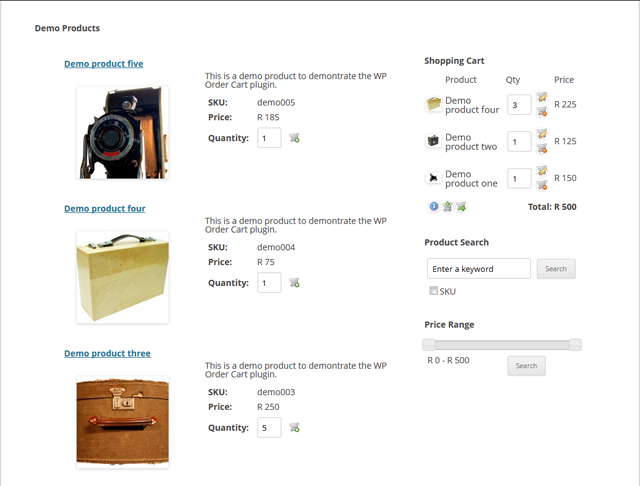 Demo Products
Demo product five
This is a demo product to demontrate the WP
Order Cart plugin.
SKU: demo005
Price: R 185
Quantity: 1
Demo product four
This is a demo product to demontrate the WP
Order Cart plugin.
SKU: demo004
Price: R 75
Quantity: 1
Demo product three
This is a demo product to demontrate the WP
Order Cart plugin.
SKU: demo003
Price: R 250
Quantity: 5
Shopping Cart
Product Qty Price
Demo
product four 3 R 225
Demo
product two 1 R 125
Demo
product one 1 R 150
Total: R 500
Product Search
Enter a keyword Search
SKU
Price Range
R 0 - R 500 Search